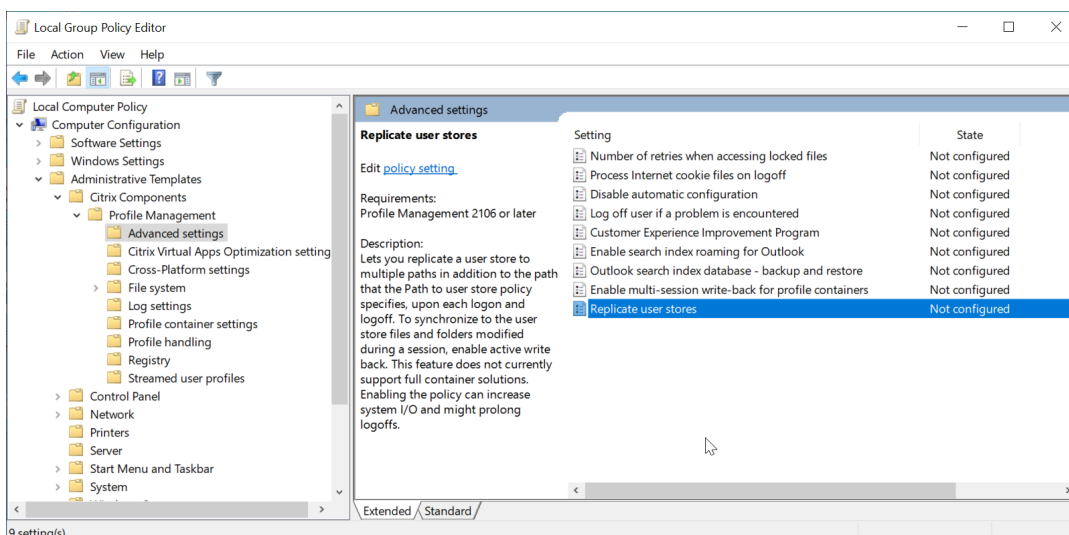 Local Group Policy Editor
File Action View Help
Local Computer Policy
Computer Configuration
Software Settings
Windows Settings
Administrative Templates
Citrix Components
Profile Management
Advanced settings
Citrix Virtual Apps Optimization setting
Cross-Platform settings
File system
Log settings
Profile container settings
Profile handling
Registry
Streamed user profiles
Control Panel
Network
Printers
Server
Start Menu and Taskbar
System
Advanced settings
Replicate user stores
Edit policy setting
Requirements:
Profile Management 2106 or later
Description:
Lets you replicate a user store to
multiple paths in addition to the path
that the Path to user store policy
specifies, upon each logon and
logoff. To synchronize to the user
store files and folders modified
during a session, enable active write
back. This feature does not currently
support full container solutions.
Enabling the policy can increase
system I/O and might prolong
logoffs.
Setting State
Number of retries when accessing locked files Not configured
Process Internet cookie files on logoff Not configured
Disable automatic configuration Not configured
Log off user if a problem is encountered Not configured
Customer Experience Improvement Program Not configured
Enable search index roaming for Outlook Not configured
Outlook search index database - backup and restore Not configured
Enable multi-session write-back for profile containers Not configured
Replicate user stores Not configured
Extended Standard
9 setting(s)